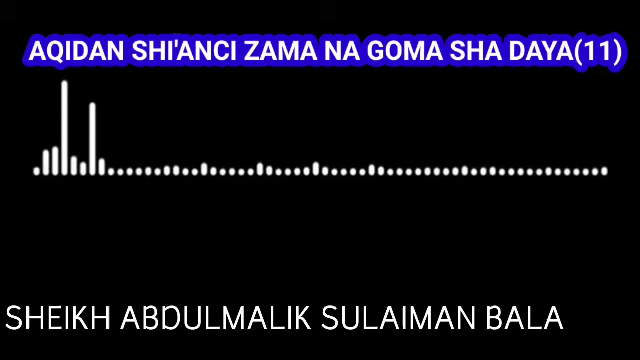 AQIDAN SHI'ANCI ZAMA NA GOMA SHA DAYA(11)
SHEIKH ABDULMALIK SULAIMAN BALA